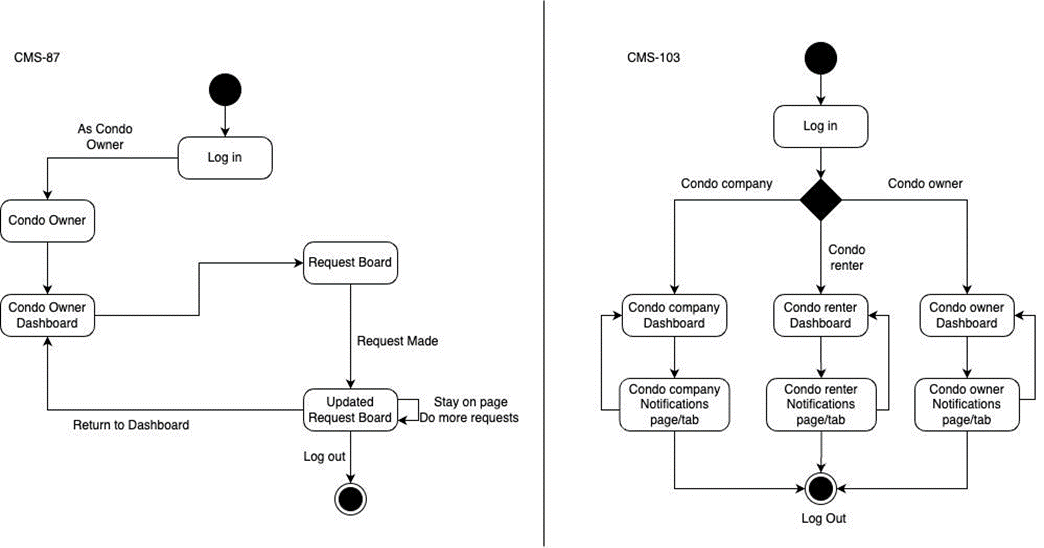 CMS-87
As Condo
Owner
Log in
Condo Owner
Condo Owner
Dashboard
Request Board
Request Made
Updated
Request Board
Stay on page
Do more requests
Return to Dashboard
Log out
CMS-103
Log in
Condo company
Condo owner
Condo
renter
Condo company
Dashboard
Condo renter
Dashboard
Condo owner
Dashboard
Condo company
Notifications
page/tab
Condo renter
Notifications
page/tab
Condo owner
Notifications
page/tab
Log Out